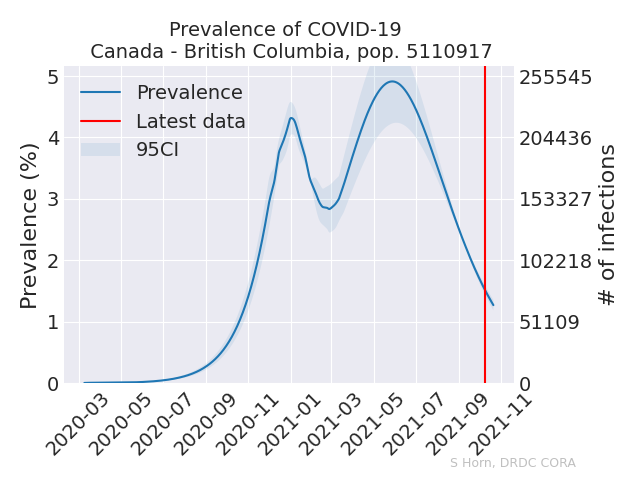 Prevalence of COVID-19
Canada - British Columbia, pop. 5110917
Prevalence
Latest data
95CI
Prevalence (%)
5
4
3
2
1
0
255545
204436
153327
102218
51109
0
# of infections
2020-03
2020-05
2020-07
2020-09
2020-11
2021-01
2021-03
2021-05
2021-07
2021-09
2021-11
S Horn, DRDC CORA